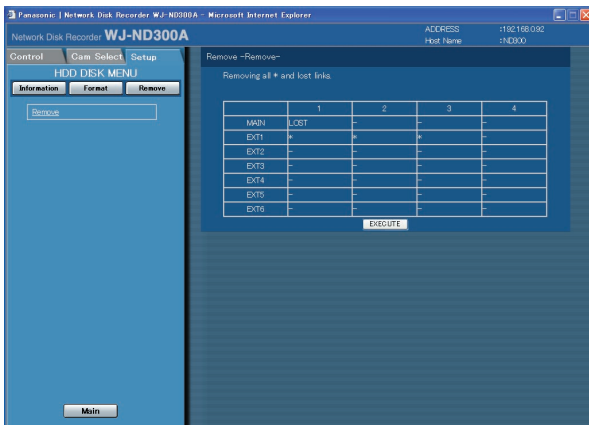 Panasonic | Network Disk Recorder WJ-ND300A - Microsoft Internet Explorer
Network Disk Recorder WJ-ND300A
ADDRESS :192.168.0.92
Host Name :ND300
Control Cam Select Setup
HDD DISK MENU
Information Format Remove
Remove
Remove -Remove-
Removing all * and lost links.
1 2 3 4
MAIN LOST - - -
EXT1 * * * -
EXT2 - - - -
EXT3 - - - -
EXT4 - - - -
EXT5 - - - -
EXT6 - - - -
EXECUTE
Main